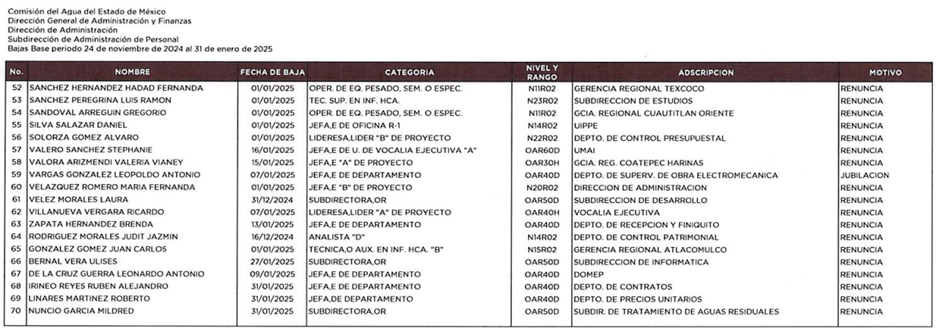 Comisión del Agua del Estado de México
Dirección General de Administración y Finanzas
Dirección de Administración
Subdirección de Administración de Personal
Bajas Base periodo 24 de noviembre de 2024 al 31 de enero de 2025
No. NOMBRE FECHA DE BAJA CATEGORIA NIVEL Y RANGO ADSCRIPCION MOTIVO
52 SANCHEZ HERNANDEZ HADAD FERNANDA 01/01/2025 OPER. DE EQ. PESADO, SEM. O ESPEC. N11R02 GERENCIA REGIONAL TEXCOCO RENUNCIA
53 SANCHEZ PEREGRINA LUIS RAMON 01/01/2025 TEC. SUP. EN INF. HCA. N23R02 SUBDIRECCION DE ESTUDIOS RENUNCIA
54 SANDOVAL ARREGUIN GREGORIO 01/01/2025 OPER. DE EQ. PESADO, SEM. O ESPEC. N11R02 GCIA. REGIONAL CUAUTITLAN ORIENTE RENUNCIA
55 SILVA SALAZAR DANIEL 01/01/2025 JEFA,E DE OFICINA R-1 N14R02 UIPPE RENUNCIA
56 SOLORZA GOMEZ ALVARO 01/01/2025 LIDERESA,LIDER "B" DE PROYECTO N22R02 DEPTO. DE CONTROL PRESUPESTAL RENUNCIA
57 VALERO SANCHEZ STEPHANIE 16/01/2025 JEFA,E DE U. DE VOCALIA EJECUTIVA "A" OAR60D UMAI RENUNCIA
58 VALORA ARIZMENDI VALERIA VIANEY 15/01/2025 JEFA,E "A" DE PROYECTO OAR30H GCIA. REG. COATEPEC HARINAS RENUNCIA
59 VARGAS GONZALEZ LEOPOLDO ANTONIO 07/01/2025 JEFA,E DE DEPARTAMENTO OAR40D DEPTO. DE SUPERV. DE OBRA ELECTROMECANICA JUBILACION
60 VELAZQUEZ ROMERO MARIA FERNANDA 01/01/2025 JEFA,E "B" DE PROYECTO N20R02 DIRECCION DE ADMINISTRACION RENUNCIA
61 VELEZ MORALES LAURA 31/12/2024 SUBDIRECTORA,OR OAR50D SUBDIRECCION DE DESARROLLO RENUNCIA
62 VILLANUEVA VERGARA RICARDO 07/01/2025 LIDERESA,LIDER "A" DE PROYECTO OAR40H VOCALIA EJECUTIVA RENUNCIA
63 ZAPATA HERNANDEZ BRENDA 13/01/2025 JEFA,E DE DEPARTAMENTO OAR40D DEPTO. DE RECEPCION Y FINIQUITO RENUNCIA
64 RODRIGUEZ MORALES JUDIT JAZMIN 16/12/2024 ANALISTA "D" N14R02 DEPTO. DE CONTROL PATRIMONIAL RENUNCIA
65 GONZALEZ GOMEZ JUAN CARLOS 01/01/2025 TECNICA,O AUX. EN INF. HCA. "B" N15R02 GERENCIA REGIONAL ATLACOMULCO RENUNCIA
66 BERNAL VERA ULISES 27/01/2025 SUBDIRECTORA,OR OAR50D SUBDIRECCION DE INFORMATICA RENUNCIA
67 DE LA CRUZ GUERRA LEONARDO ANTONIO 09/01/2025 JEFA,E DE DEPARTAMENTO OAR40D DOMEP RENUNCIA
68 IRINEO REYES RUBEN ALEJANDRO 31/01/2025 JEFA,E DE DEPARTAMENTO OAR40D DEPTO. DE CONTRATOS RENUNCIA
69 LINARES MARTINEZ ROBERTO 31/01/2025 JEFA,DE DEPARTAMENTO OAR40D DEPTO. DE PRECIOS UNITARIOS RENUNCIA
70 NUNCIO GARCIA MILDRED 31/01/2025 SUBDIRECTORA,OR OAR50D SUBDIR. DE TRATAMIENTO DE AGUAS RESIDUALES RENUNCIA